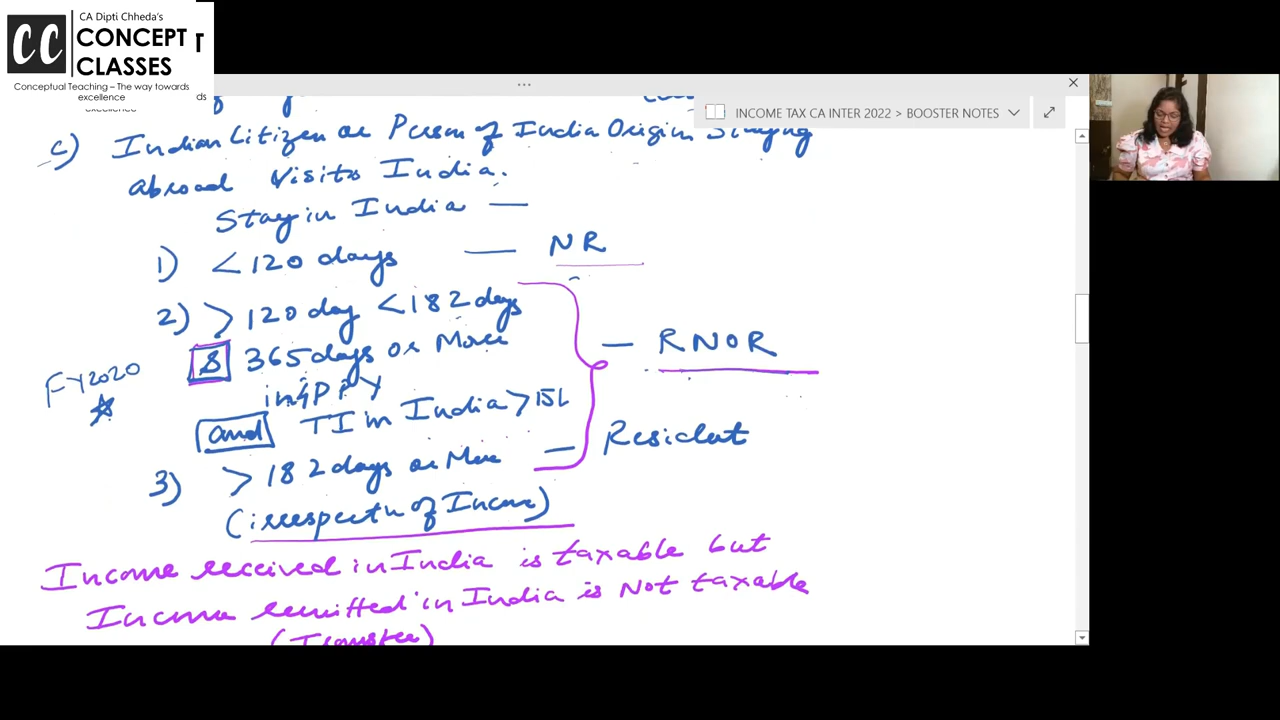 CA Dipti Chheda's
CC CONCEPT
CLASSES
Conceptual Teaching – The way towards
excellence
INCOME TAX CA INTER 2022 > BOOSTER NOTES
c) Indian Citizen or Person of India Origin Staying
abroad Visits India.
Stay in India —
1) <120 days — NR
2) >120 day <182 days
& 365 days or More — RNOR
in 4 P P Y
FY2020
and TI in India >15L
3) >182 days or More — Resident
(irrespectn of Income)
Income received in India is taxable but
Income remitted in India is Not taxable
(Transfer)